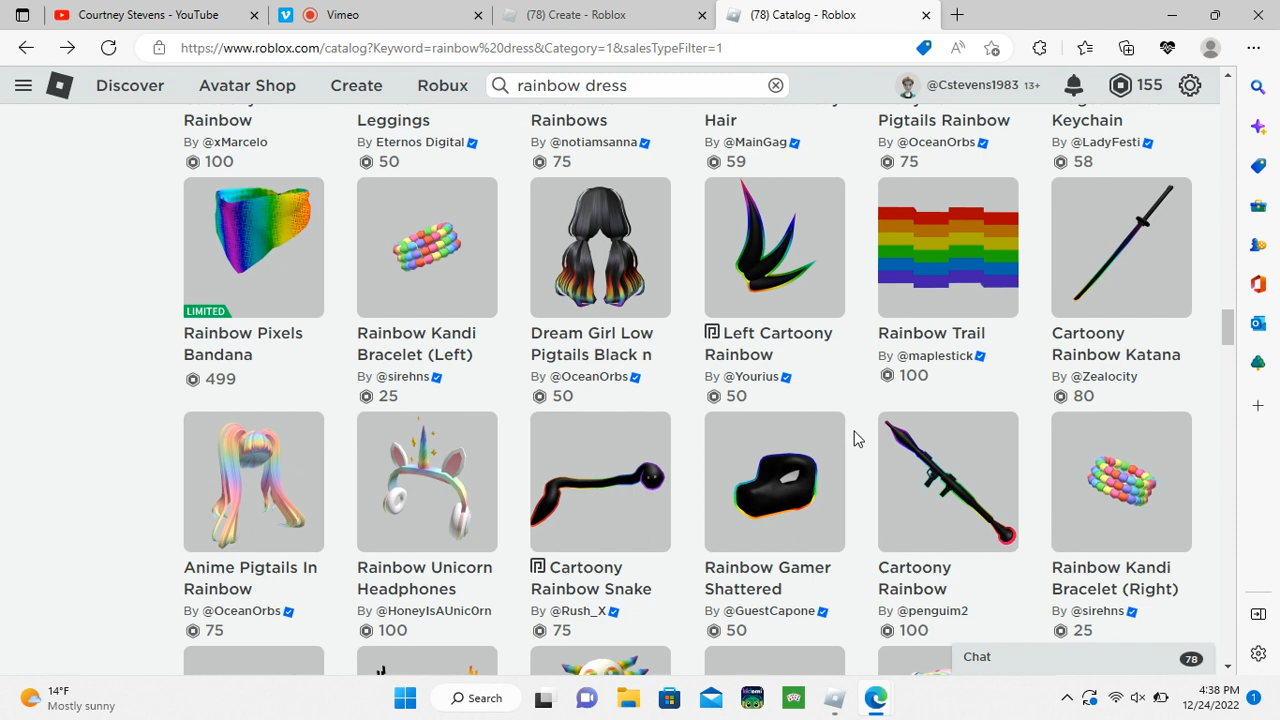 Courtney Stevens - YouTube
Vimeo
(78) Create - Roblox
(78) Catalog - Roblox
https://www.roblox.com/catalog?Keyword=rainbow%20dress&Category=1&salesTypeFilter=1
Discover
Avatar Shop
Create
Robux
rainbow dress
@Cstevens1983 13+
155
Rainbow
By @xMarcelo
100
Leggings
By Eternos Digital
50
Rainbows
By @notiamsanna
75
Hair
By @MainGag
59
Pigtails Rainbow
By @OceanOrbs
75
Keychain
By @LadyFesti
58
LIMITED
Rainbow Pixels
Bandana
499
Rainbow Kandi
Bracelet (Left)
By @sirehns
25
Dream Girl Low
Pigtails Black n
By @OceanOrbs
50
Left Cartoony
Rainbow
By @Yourius
50
Rainbow Trail
By @maplestick
100
Cartoony
Rainbow Katana
By @Zealocity
80
Anime Pigtails In
Rainbow
By @OceanOrbs
75
Rainbow Unicorn
Headphones
By @HoneyIsAUnic0rn
100
Cartoony
Rainbow Snake
By @Rush_X
75
Rainbow Gamer
Shattered
By @GuestCapone
50
Cartoony
Rainbow
By @penguim2
100
Rainbow Kandi
Bracelet (Right)
By @sirehns
25
Chat
78
14°F
Mostly sunny
Search
4:38 PM
12/24/2022
1